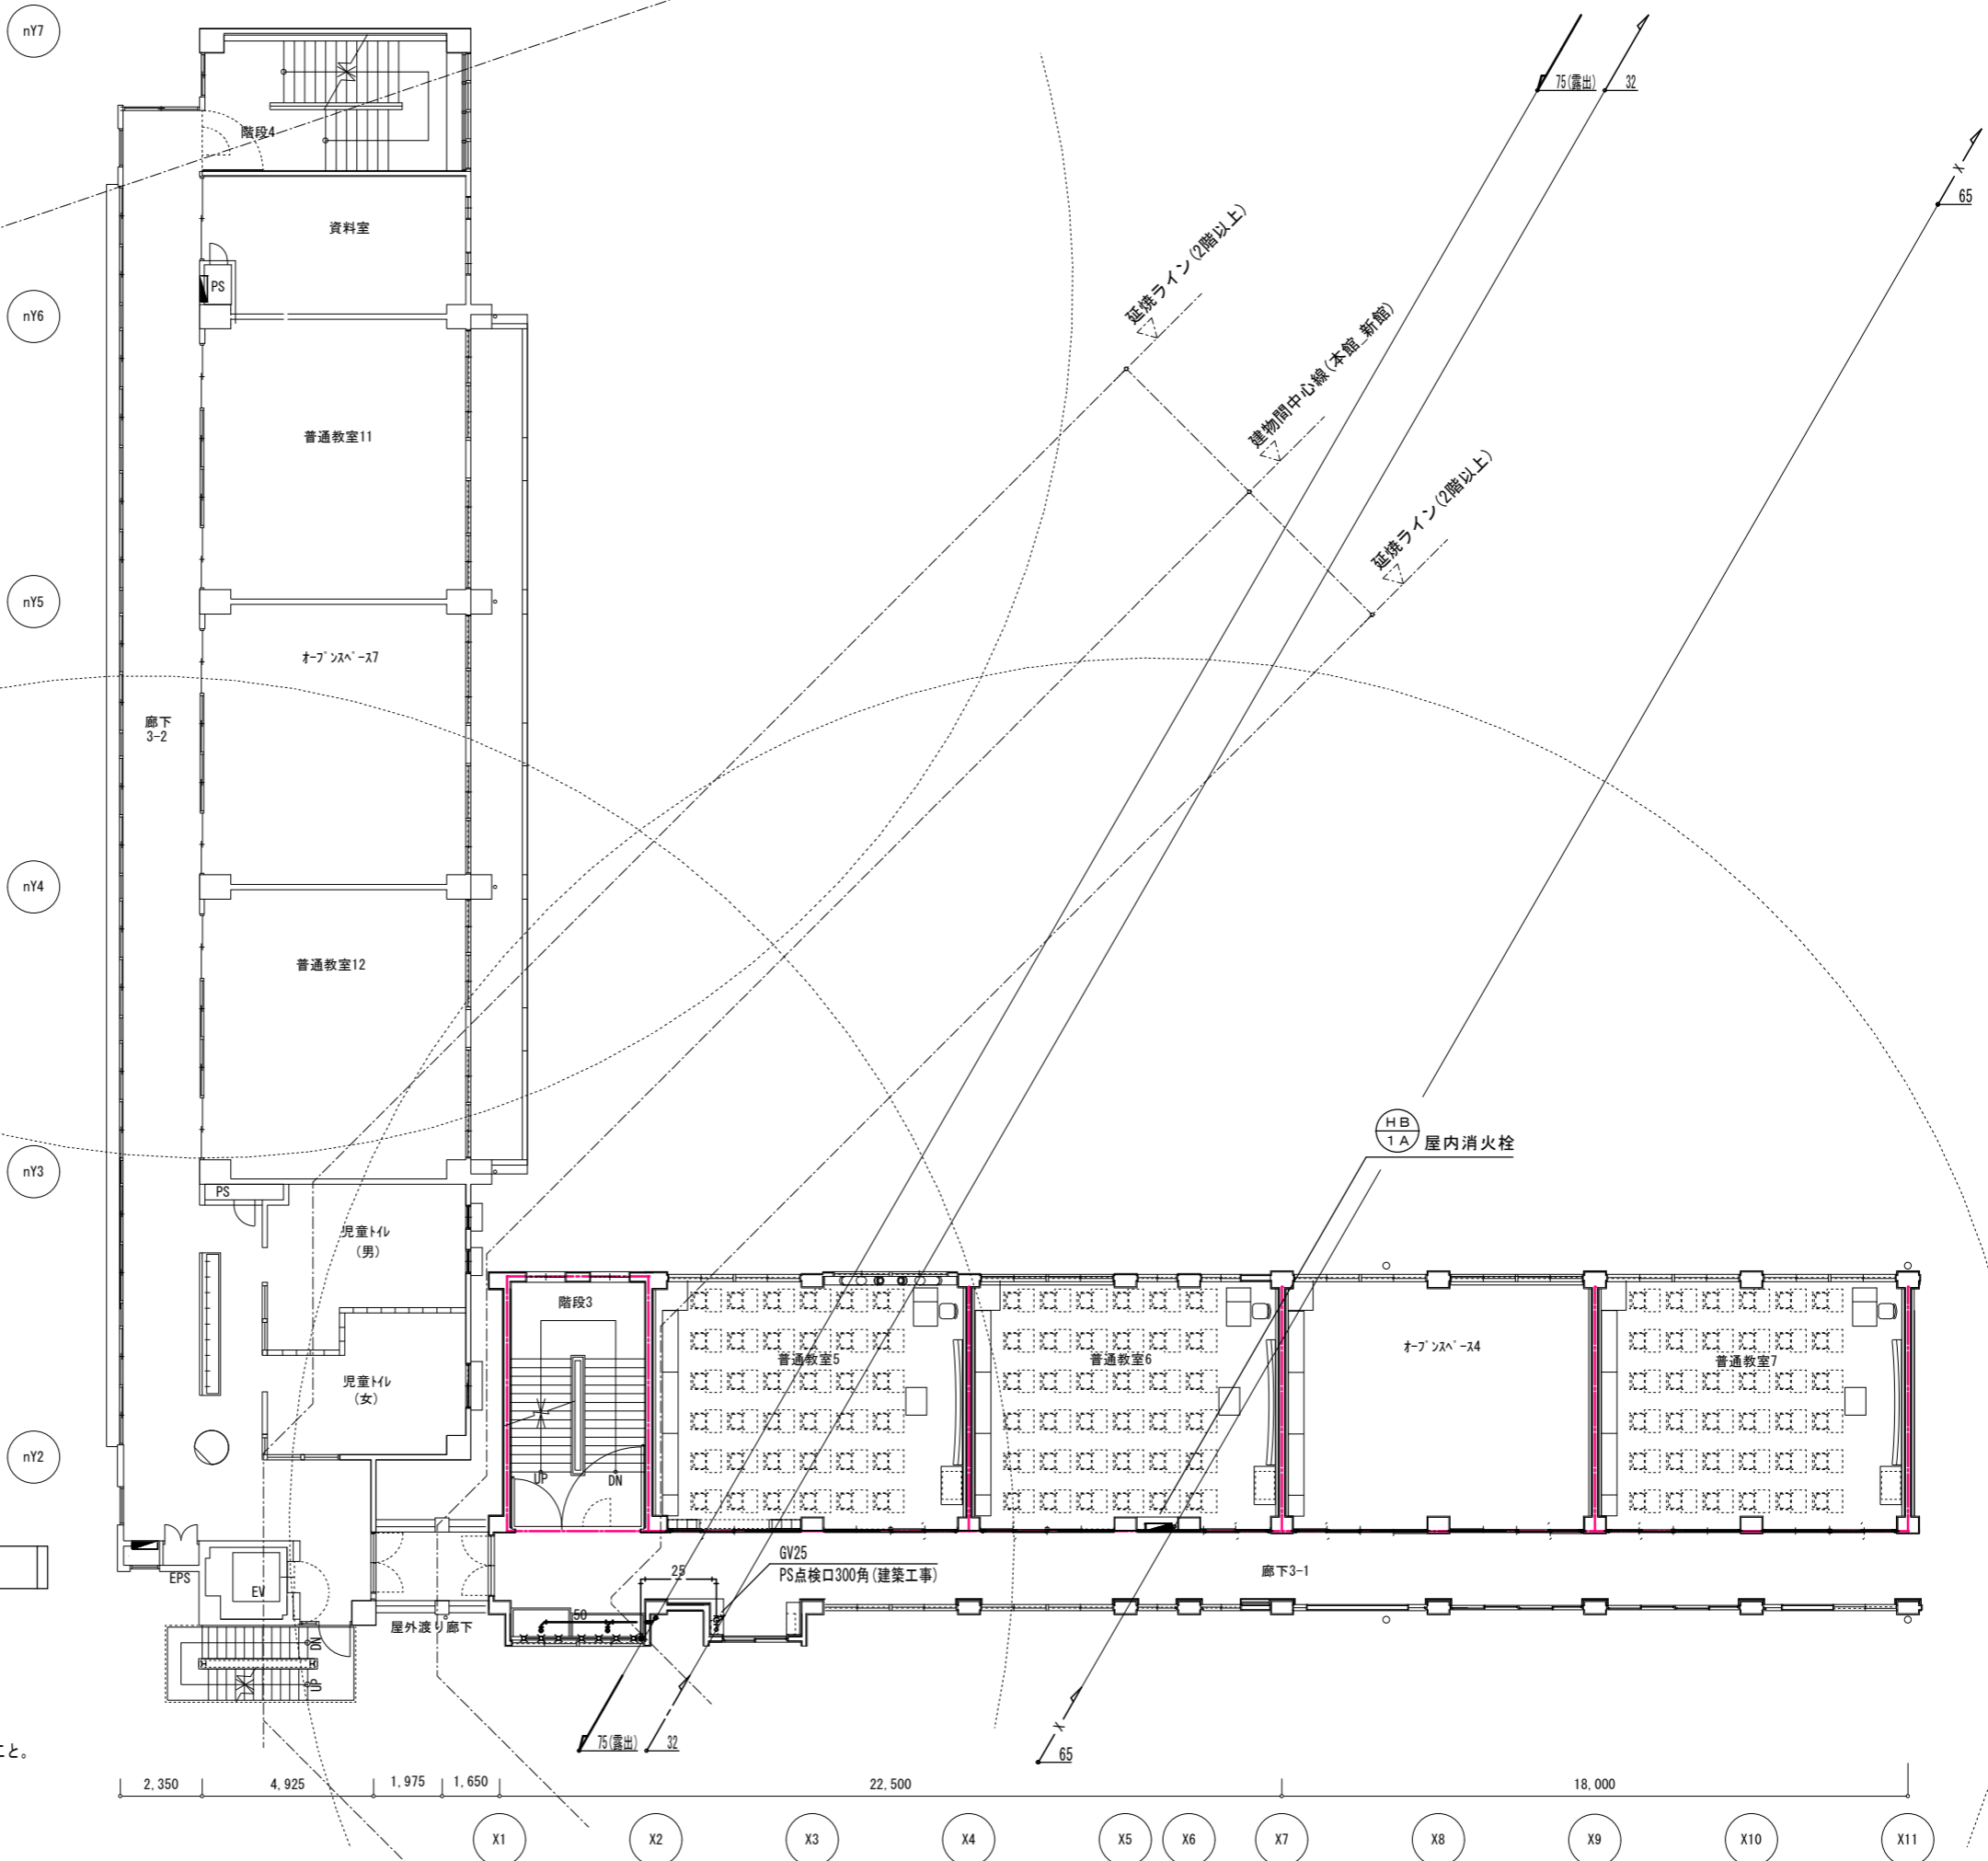 nY7
75(露出)
32
階段4
65
資料室
延焼ライン(2階以上)
PS
nY6
建物間中心線(本館_新館)
普通教室11
延焼ライン(2階以上)
nY5
オープンスペース7
廊下
3-2
nY4
普通教室12
HB
1A
屋内消火栓
nY3
PS
児童トイレ
(男)
階段3
オープンスペース4
普通教室5
普通教室6
普通教室7
児童トイレ
(女)
nY2
UP
DN
GV25
PS点検口300角(建築工事)
25
廊下3-1
EPS
EV
50
屋外渡り廊下
DN
UP
75(露出)
32
65
こと。
2,350
4,925
1,975
1,650
22,500
18,000
X1
X2
X3
X4
X5
X6
X7
X8
X9
X10
X11